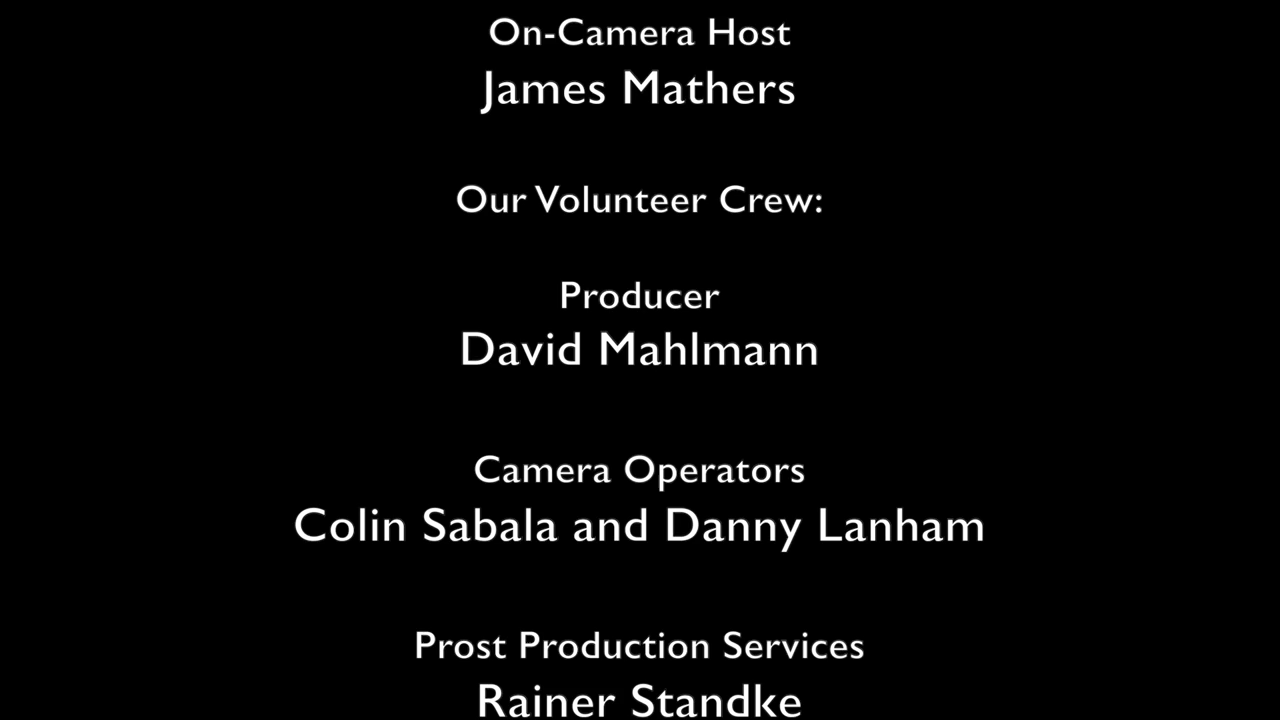 On-Camera Host
James Mathers
Our Volunteer Crew:
Producer
David Mahlmann
Camera Operators
Colin Sabala and Danny Lanham
Prost Production Services
Rainer Standke